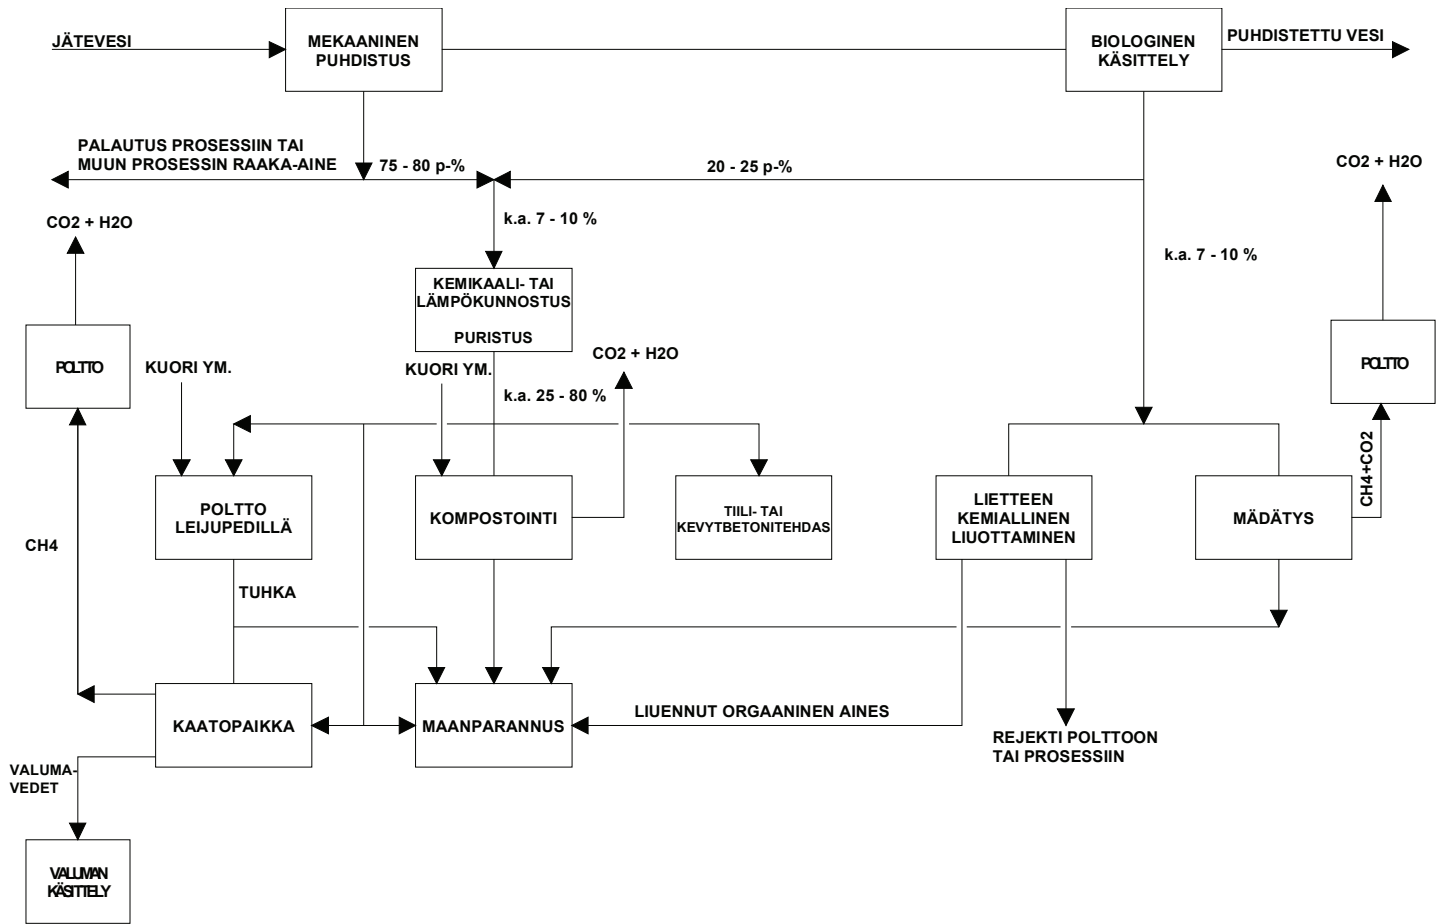 JÄTEVESI
MEKAANINEN
PUHDISTUS
BIOLOGINEN
KÄSITTELY
PUHDISTETTU VESI
PALAUTUS PROSESSIIN TAI
MUUN PROSESSIN RAAKA-AINE
75 - 80 p-%
20 - 25 p-%
CO2 + H2O
CO2 + H2O
k.a. 7 - 10 %
k.a. 7 - 10 %
KEMIKAALI- TAI
LÄMPÖKUNNOSTUS
PURISTUS
POLTTO
KUORI YM.
KUORI YM.
CO2 + H2O
POLTTO
k.a. 25 - 80 %
CH4+CO2
POLTTO
LEIJUPEDILLÄ
KOMPOSTOINTI
TIILI- TAI
KEVYTBETONITEHDAS
LIETTEEN
KEMIALLINEN
LIUOTTAMINEN
MÄDÄTYS
CH4
TUHKA
KAATOPAIKKA
MAANPARANNUS
LIUENNUT ORGAANINEN AINES
REJEKTI POLTTOON
TAI PROSESSIIN
VALUMA-
VEDET
VALUMAN
KÄSITTELY